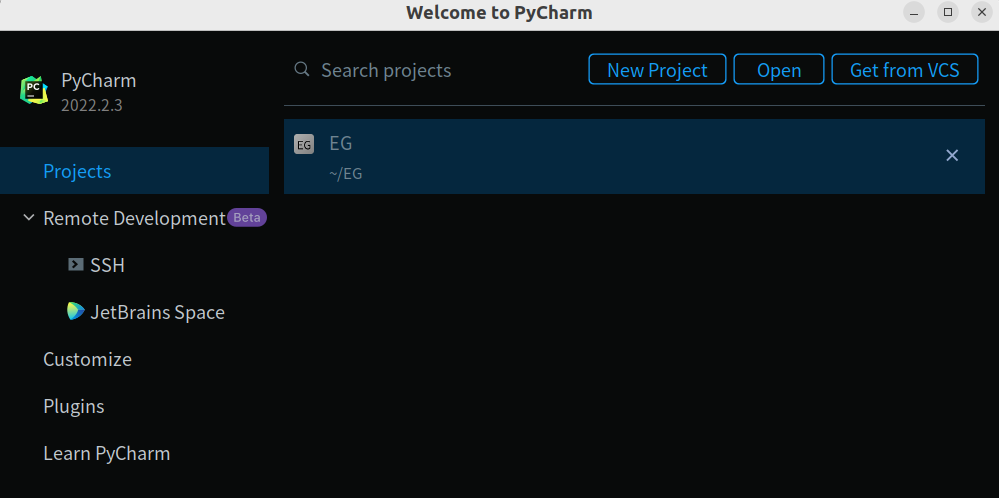 Welcome to PyCharm
PC
PyCharm
2022.2.3
Search projects
New Project
Open
Get from VCS
EG
EG
~/EG
Projects
Remote Development Beta
SSH
JetBrains Space
Customize
Plugins
Learn PyCharm